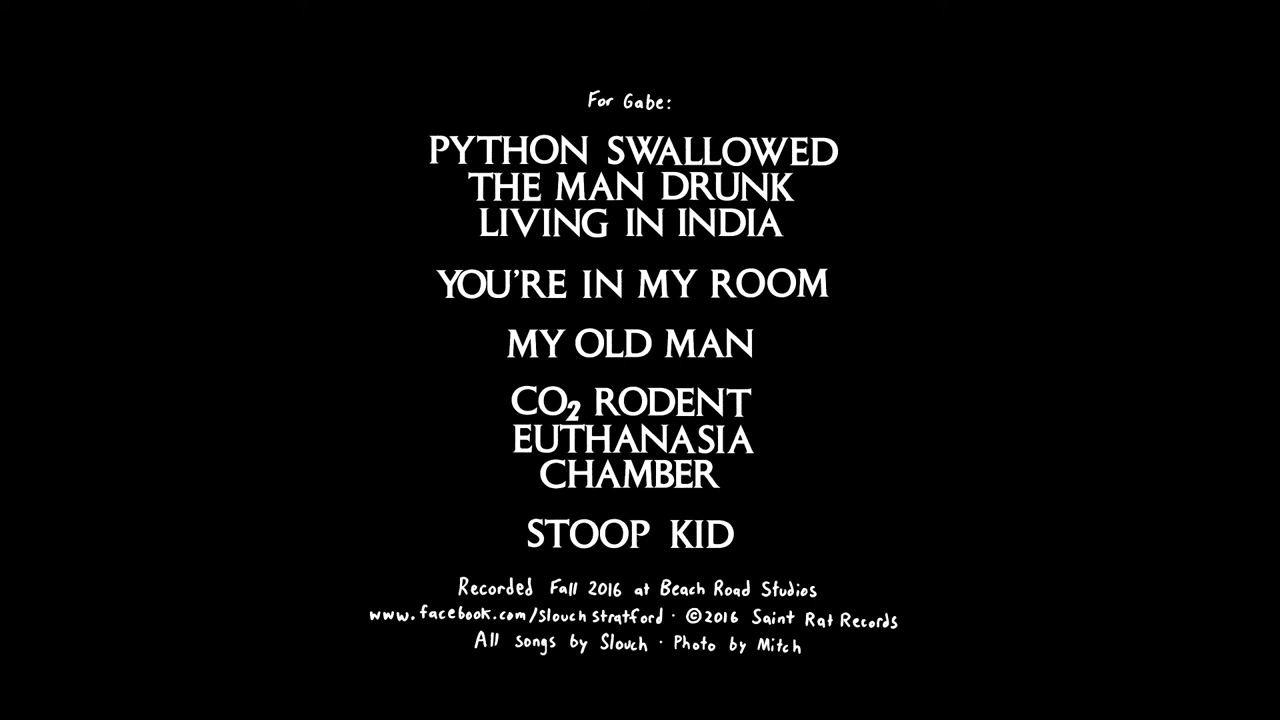 For Gabe:
PYTHON SWALLOWED
THE MAN DRUNK
LIVING IN INDIA
YOU'RE IN MY ROOM
MY OLD MAN
CO₂ RODENT
EUTHANASIA
CHAMBER
STOOP KID
Recorded Fall 2016 at Beach Road Studios
www.facebook.com/slouchstratford · ©2016 Saint Rat Records
All songs by Slouch · Photo by Mitch